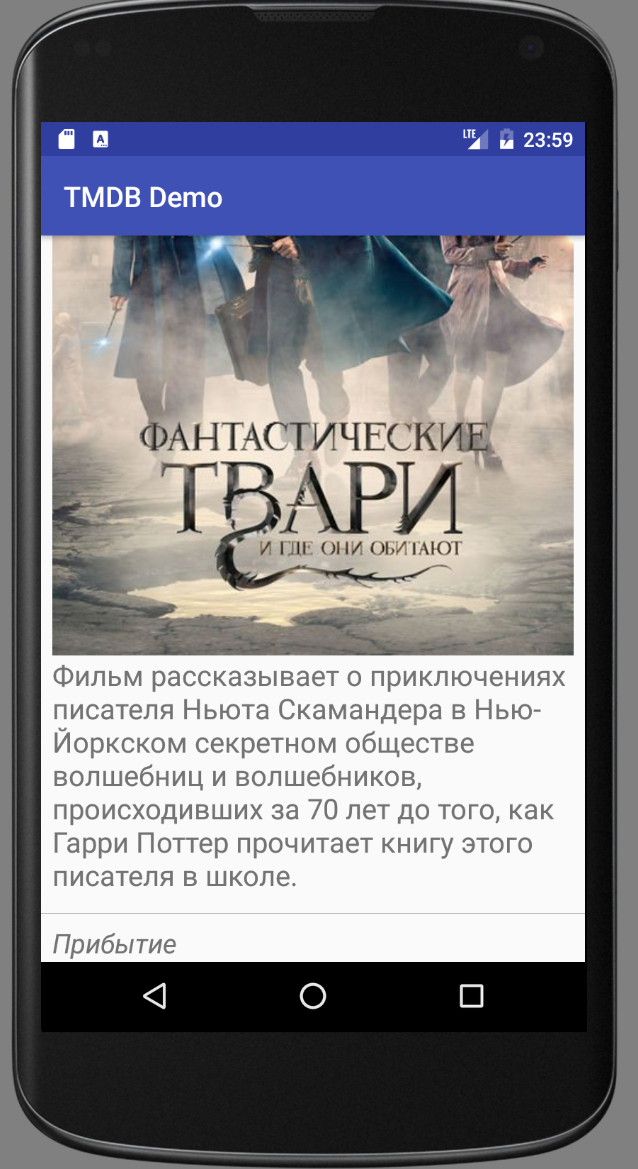 LTE 23:59
TMDB Demo
ФАНТАСТИЧЕСКИЕ
ТВАРИ
И ГДЕ ОНИ ОБИТАЮТ
Фильм рассказывает о приключениях
писателя Ньюта Скамандера в Нью-
Йоркском секретном обществе
волшебниц и волшебников,
происходивших за 70 лет до того, как
Гарри Поттер прочитает книгу этого
писателя в школе.
Прибытие